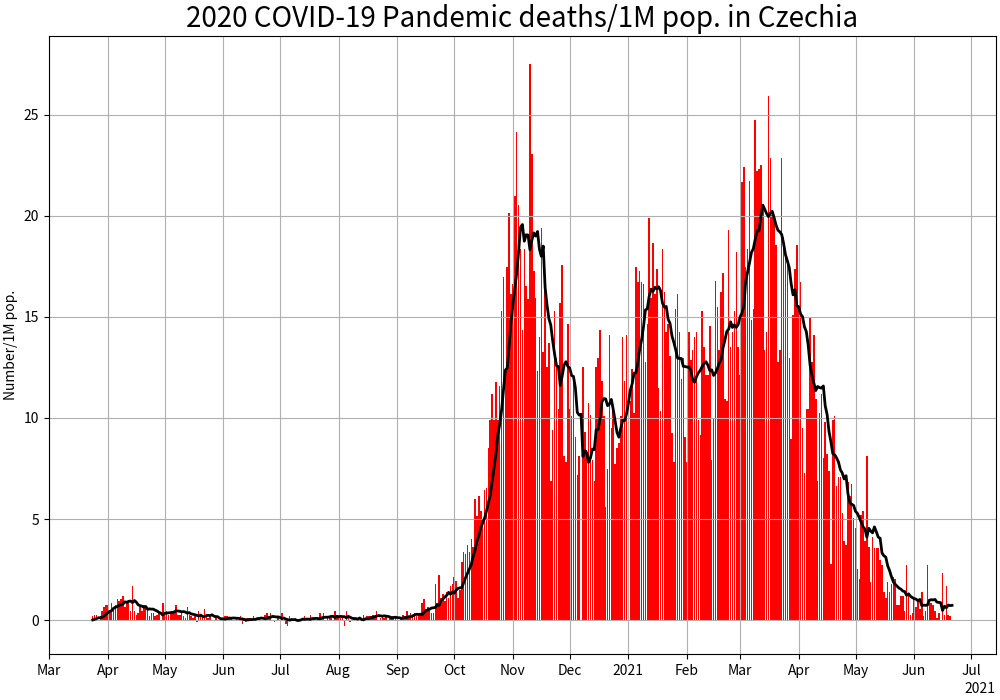 2020 COVID-19 Pandemic deaths/1M pop. in Czechia
Number/1M pop.
25
20
15
10
5
0
Mar Apr May Jun Jul Aug Sep Oct Nov Dec 2021 Feb Mar Apr May Jun Jul
2021